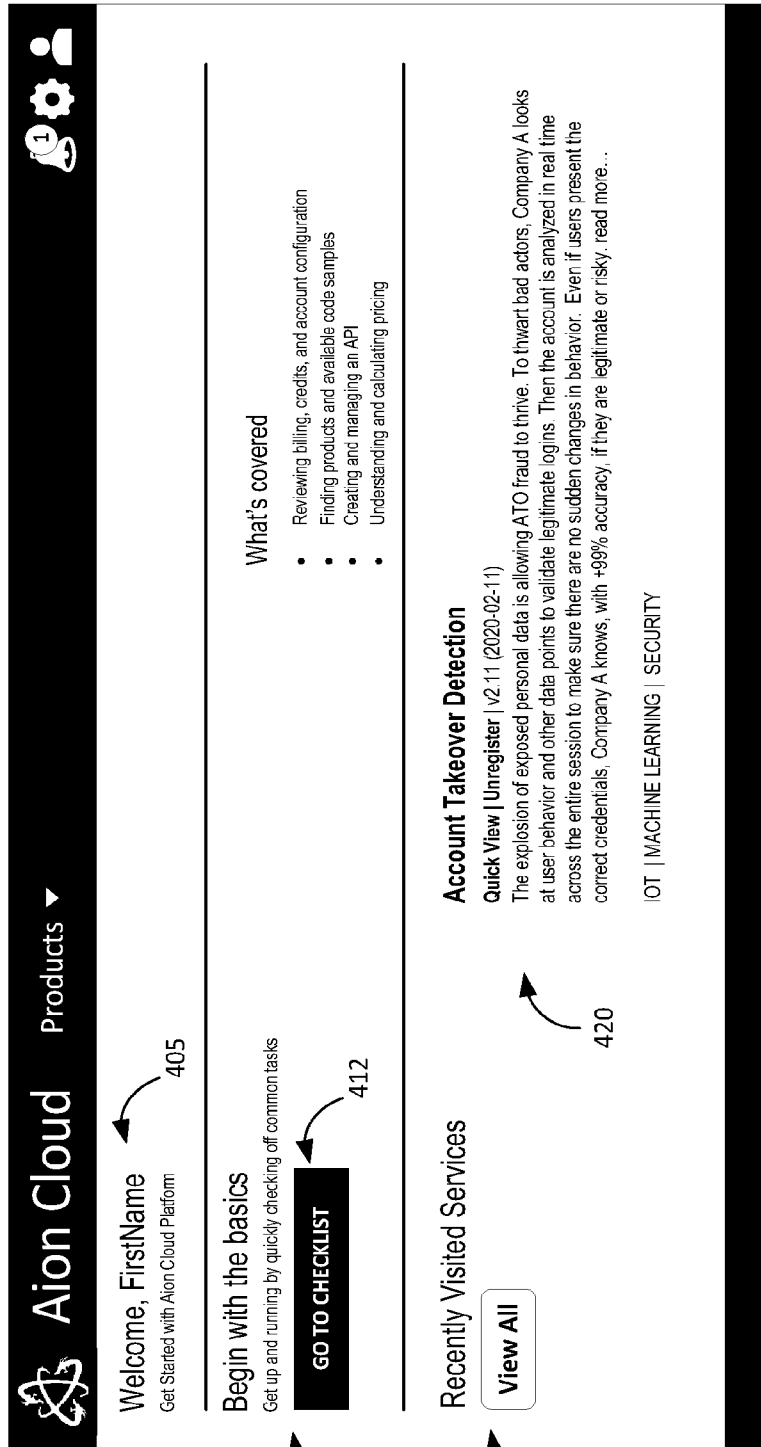 Aion Cloud Products
1
Welcome, FirstName
Get Started with Aion Cloud Platform
405
Begin with the basics
Get up and running by quickly checking off common tasks
GO TO CHECKLIST
412
What's covered
• Reviewing billing, credits, and account configuration
• Finding products and available code samples
• Creating and managing an API
• Understanding and calculating pricing
Recently Visited Services
View All
420
Account Takeover Detection
Quick View | Unregister | v2.11 (2020-02-11)
The explosion of exposed personal data is allowing ATO fraud to thrive. To thwart bad actors, Company A looks
at user behavior and other data points to validate legitimate logins. Then the account is analyzed in real time
across the entire session to make sure there are no sudden changes in behavior. Even if users present the
correct credentials, Company A knows, with +99% accuracy, if they are legitimate or risky. read more...
IOT | MACHINE LEARNING | SECURITY